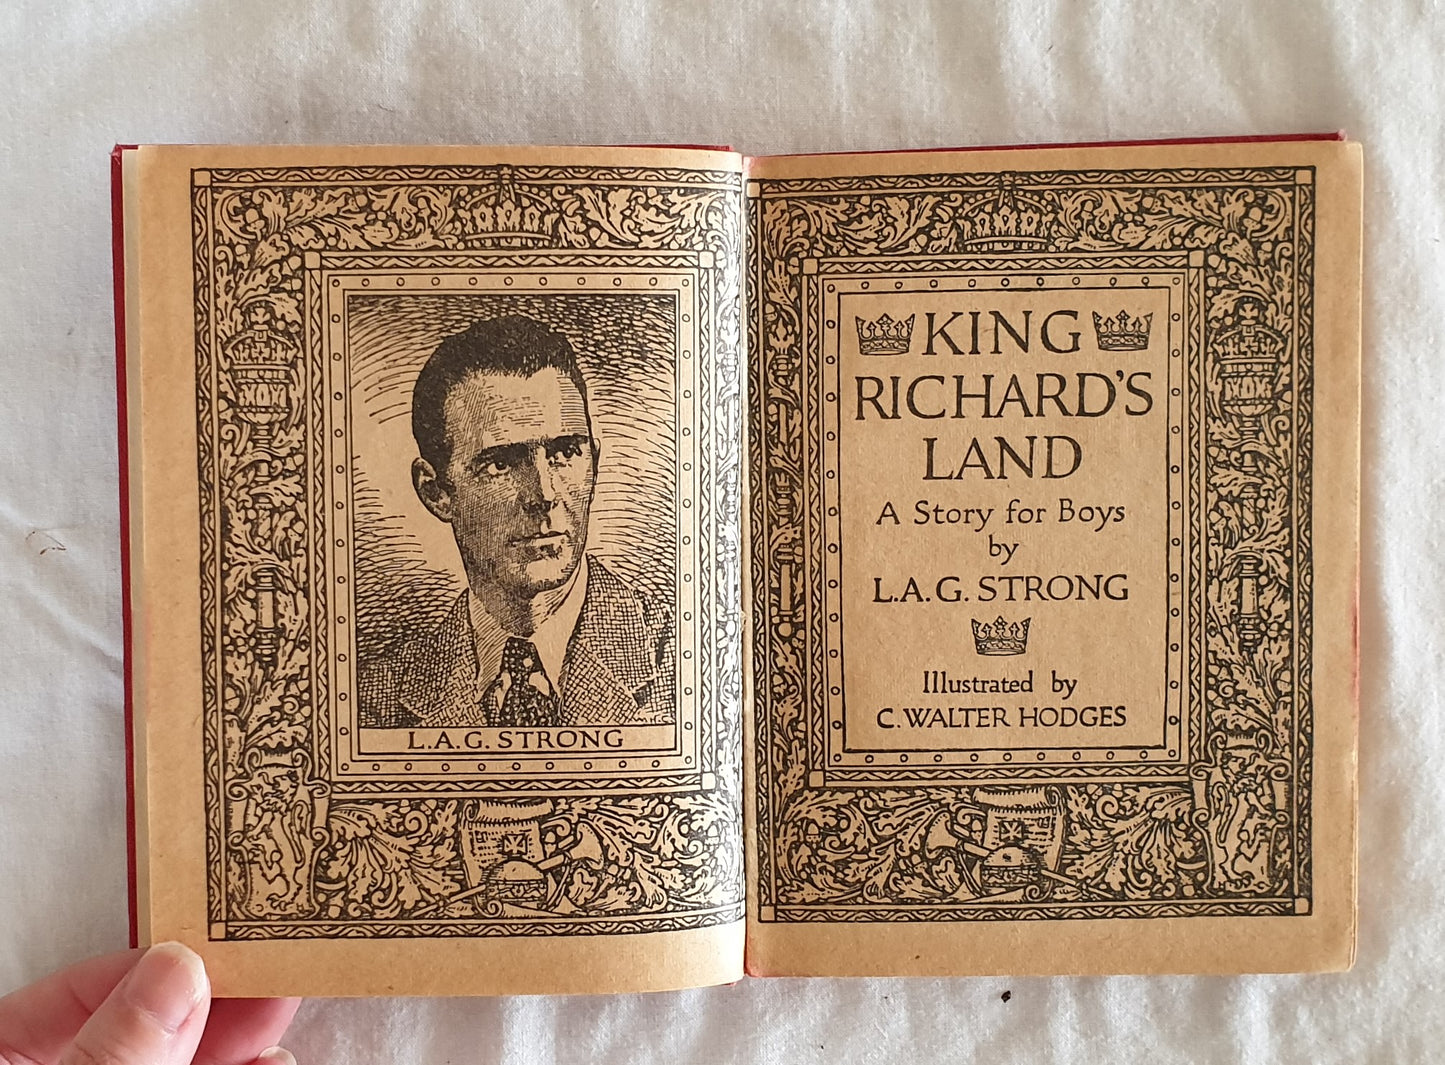 L.A.G. STRONG
KING
RICHARD'S
LAND
A Story for Boys
by
L.A.G. STRONG
Illustrated by
C. WALTER HODGES